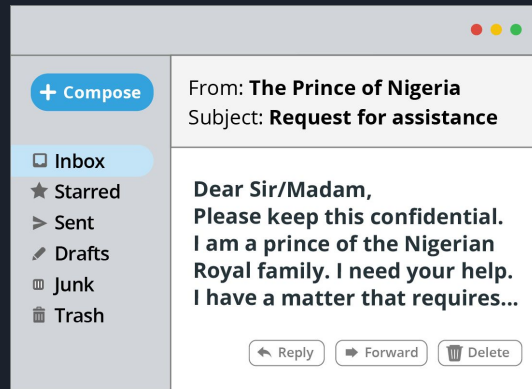 + Compose
From: The Prince of Nigeria
Subject: Request for assistance
Inbox
Starred
Sent
Drafts
Junk
Trash
Dear Sir/Madam,
Please keep this confidential.
I am a prince of the Nigerian
Royal family. I need your help.
I have a matter that requires...
Reply
Forward
Delete